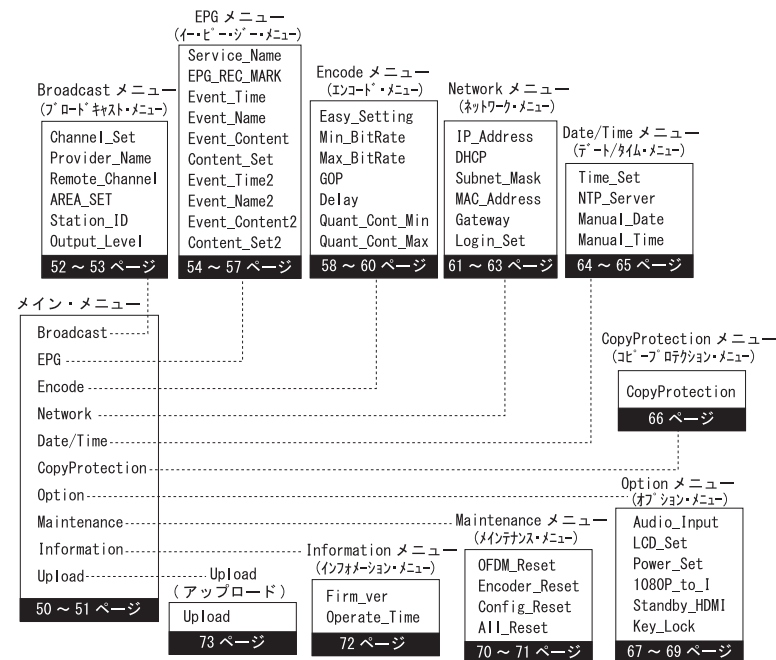 EPG メニュー
(イー・ピー・ジー・メニュー)
Service_Name
EPG_REC_MARK
Event_Time
Event_Name
Event_Content
Content_Set
Event_Time2
Event_Name2
Event_Content2
Content_Set2
54 ～ 57 ページ
Broadcast メニュー
(ブロードキャスト・メニュー)
Channel_Set
Provider_Name
Remote_Channel
AREA_SET
Station_ID
Output_Level
52 ～ 53 ページ
Encode メニュー
(エンコード・メニュー)
Easy_Setting
Min_BitRate
Max_BitRate
GOP
Delay
Quant_Cont_Min
Quant_Cont_Max
58 ～ 60 ページ
Network メニュー
(ネットワーク・メニュー)
IP_Address
DHCP
Subnet_Mask
MAC_Address
Gateway
Login_Set
61 ～ 63 ページ
Date/Time メニュー
(デート/タイム・メニュー)
Time_Set
NTP_Server
Manual_Date
Manual_Time
64 ～ 65 ページ
メイン・メニュー
Broadcast
EPG
Encode
Network
Date/Time
CopyProtection
Option
Maintenance
Information
Upload
50 ～ 51 ページ
CopyProtection メニュー
(コピープロテクション・メニュー)
CopyProtection
66 ページ
Option メニュー
(オプション・メニュー)
Audio_Input
LCD_Set
Power_Set
1080P_to_I
Standby_HDMI
Key_Lock
67 ～ 69 ページ
Maintenance メニュー
(メインテナンス・メニュー)
OFDM_Reset
Encoder_Reset
Config_Reset
All_Reset
70 ～ 71 ページ
Information メニュー
(インフォメーション・メニュー)
Firm_ver
Operate_Time
72 ページ
Upload
(アップロード)
Upload
73 ページ